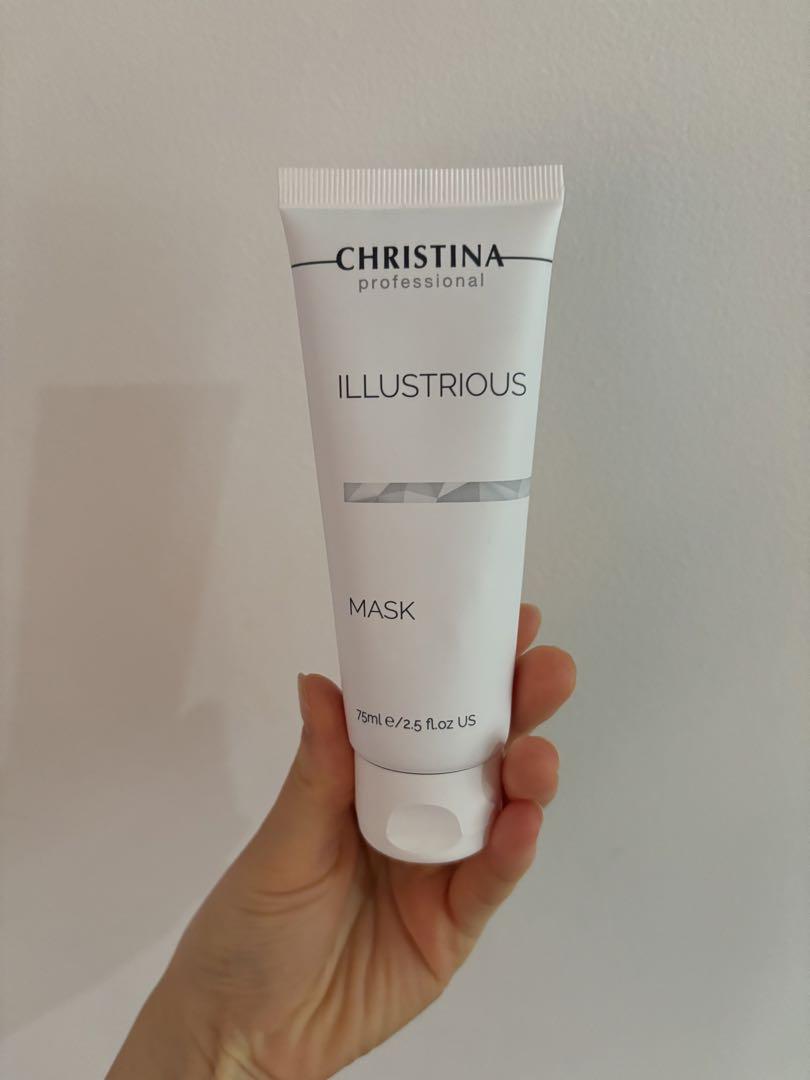 CHRISTINA
professional
ILLUSTRIOUS
MASK
75ml e/2.5 fl.oz US